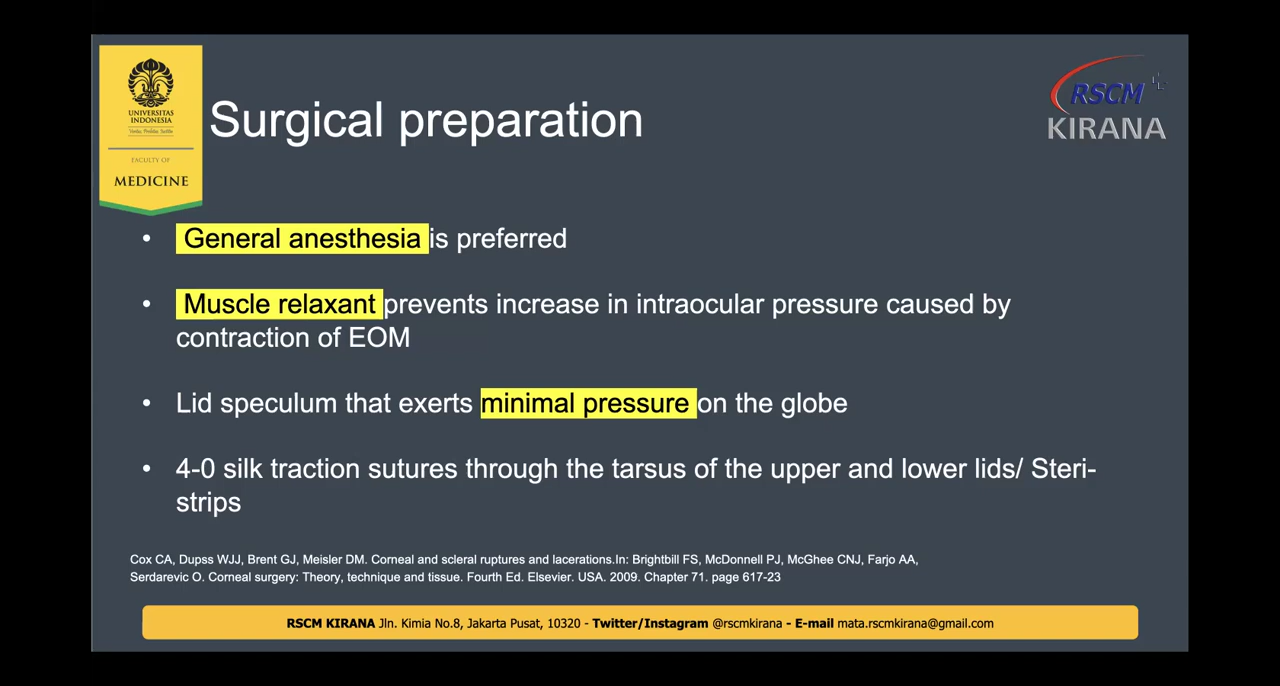 UNIVERSITAS
INDONESIA
Veritas, Probitas, Iustitia
FACULTY OF
MEDICINE
Surgical preparation
RSCM
KIRANA
• General anesthesia is preferred
• Muscle relaxant prevents increase in intraocular pressure caused by
contraction of EOM
• Lid speculum that exerts minimal pressure on the globe
• 4-0 silk traction sutures through the tarsus of the upper and lower lids/ Steri-
strips
Cox CA, Dupss WJJ, Brent GJ, Meisler DM. Corneal and scleral ruptures and lacerations.In: Brightbill FS, McDonnell PJ, McGhee CNJ, Farjo AA,
Serdarevic O. Corneal surgery: Theory, technique and tissue. Fourth Ed. Elsevier. USA. 2009. Chapter 71. page 617-23
RSCM KIRANA Jln. Kimia No.8, Jakarta Pusat, 10320 - Twitter/Instagram @rscmkirana - E-mail mata.rscmkirana@gmail.com